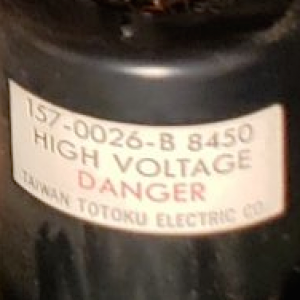 157-0026-B 8450
HIGH VOLTAGE
DANGER
TAIWAN TOTOKU ELECTRIC CO.